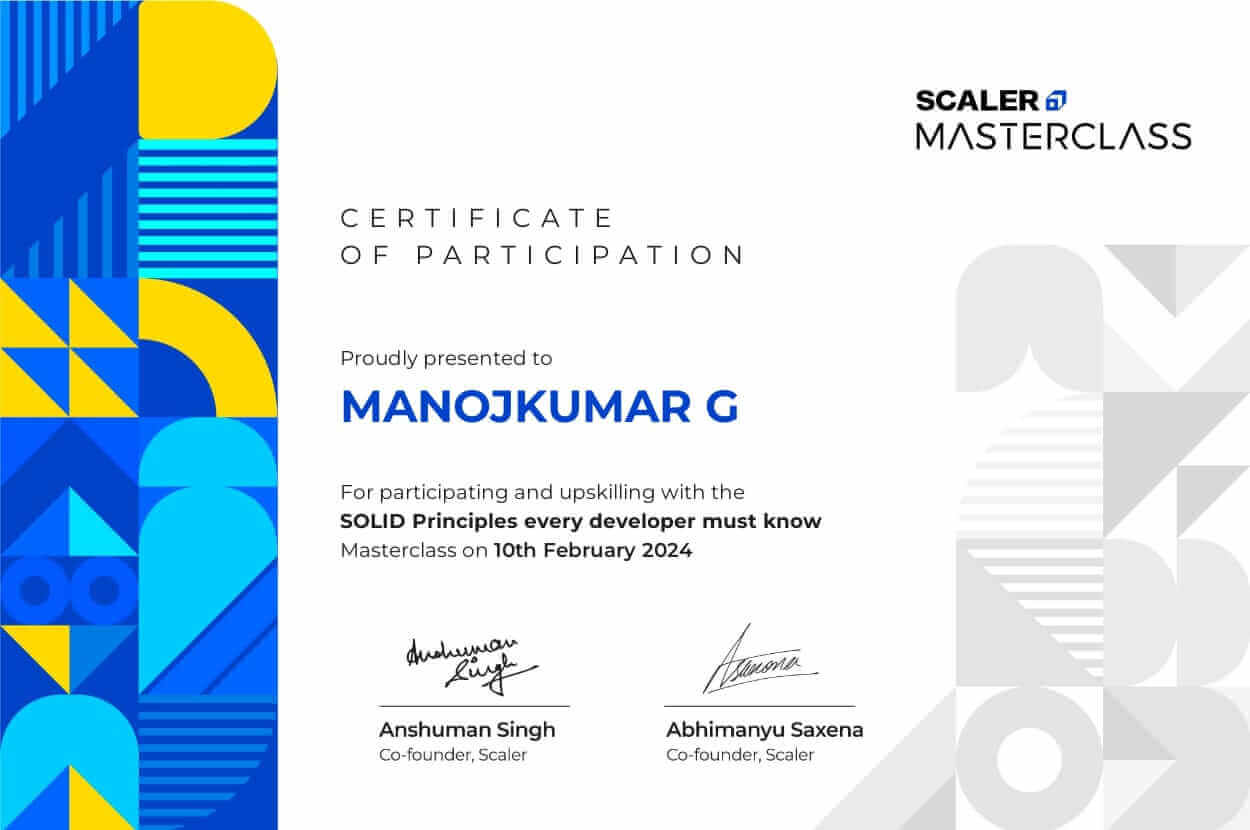 SCALER
MASTERCLASS
CERTIFICATE
OF PARTICIPATION
Proudly presented to
MANOJKUMAR G
For participating and upskilling with the
SOLID Principles every developer must know
Masterclass on 10th February 2024
Anshuman
Singh
Asaxena
Anshuman Singh
Abhimanyu Saxena
Co-founder, Scaler
Co-founder, Scaler